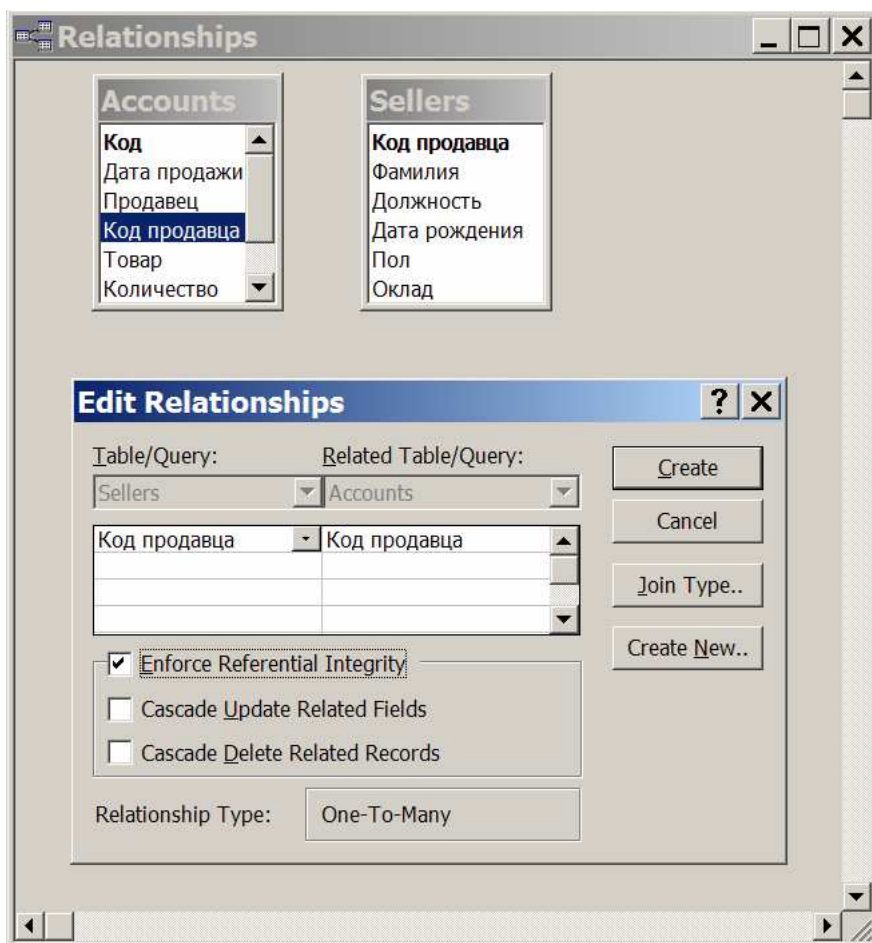 Relationships
Accounts
Код
Дата продажи
Продавец
Код продавца
Товар
Количество
Sellers
Код продавца
Фамилия
Должность
Дата рождения
Пол
Оклад
Edit Relationships
Table/Query: Related Table/Query:
Sellers Accounts
Код продавца Код продавца
Enforce Referential Integrity
Cascade Update Related Fields
Cascade Delete Related Records
Relationship Type: One-To-Many
Create
Cancel
Join Type..
Create New..